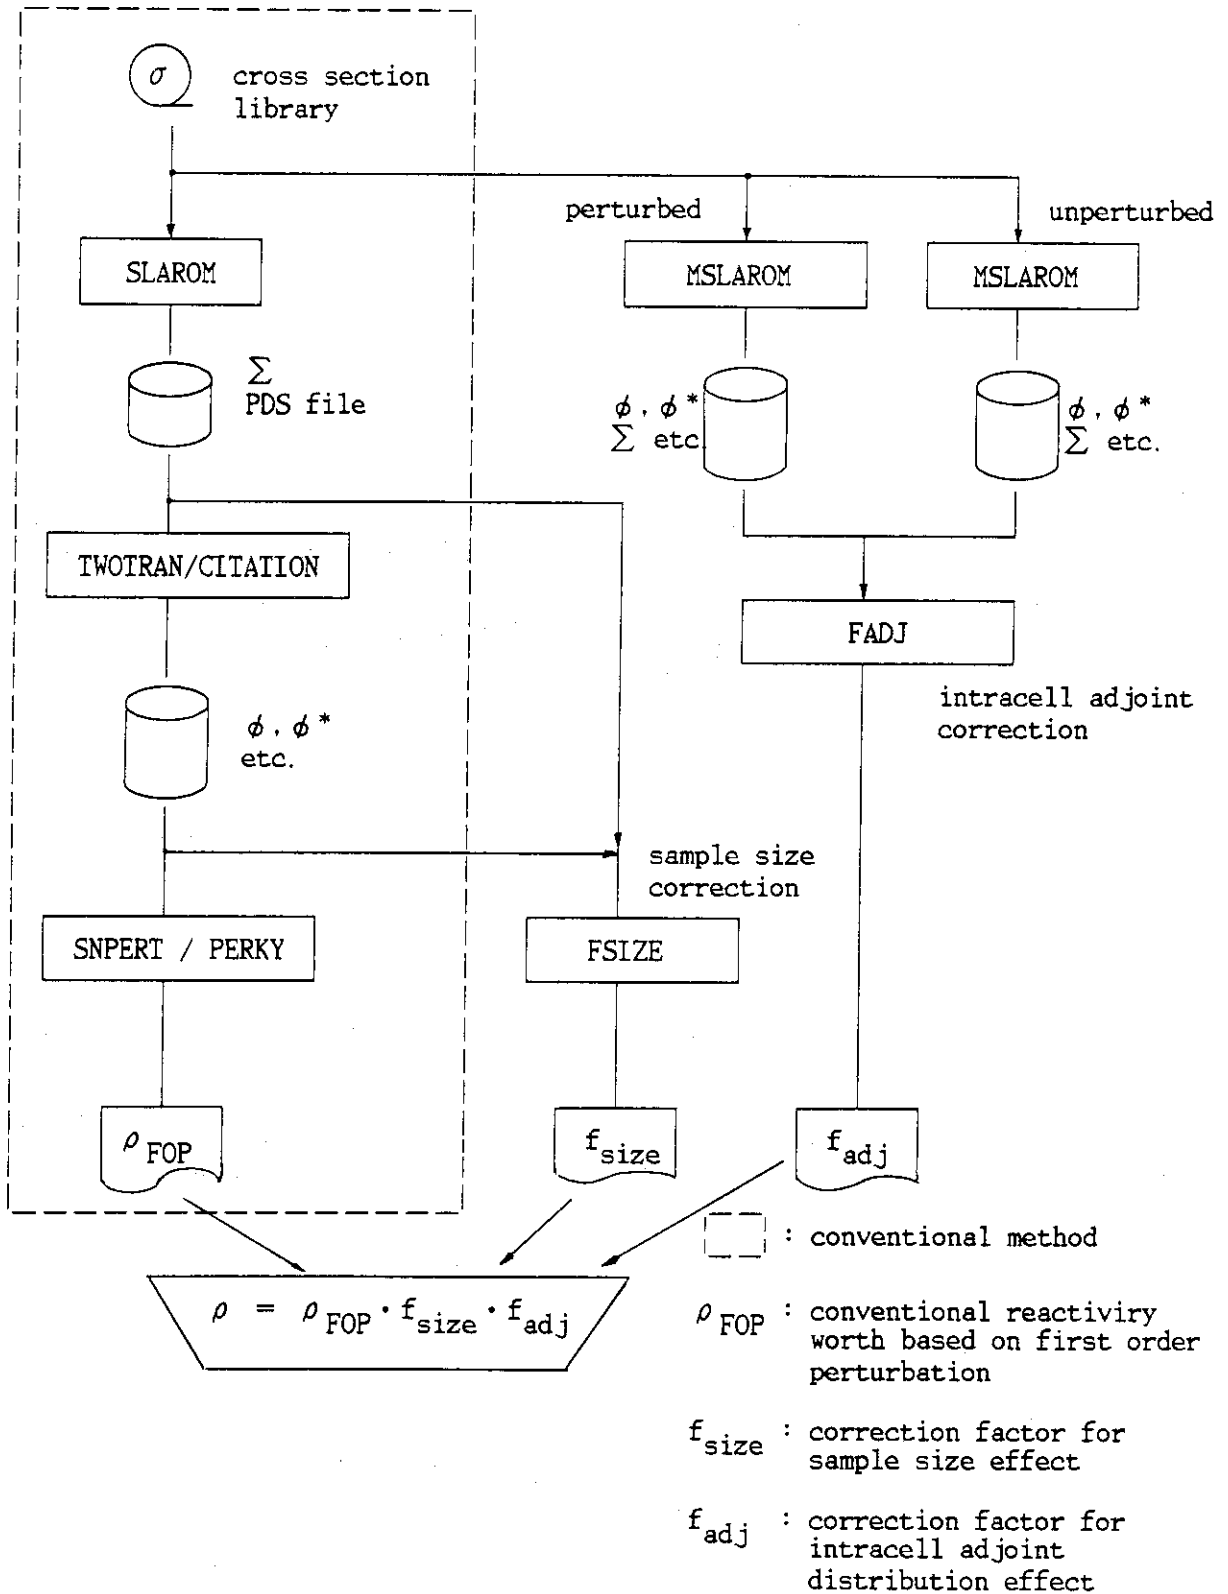 σ
cross section
library
perturbed
unperturbed
SLAROM
MSLAROM
MSLAROM
Σ
PDS file
φ, φ*
Σ etc.
φ, φ*
Σ etc.
TWOTRAN/CITATION
FADJ
intracell adjoint
correction
φ, φ*
etc.
sample size
correction
SNPERT / PERKY
FSIZE
ρ FOP
f size
f adj
: conventional method
ρ = ρ FOP · f size · f adj
ρ FOP : conventional reactiviry
worth based on first order
perturbation
f size : correction factor for
sample size effect
f adj : correction factor for
intracell adjoint
distribution effect